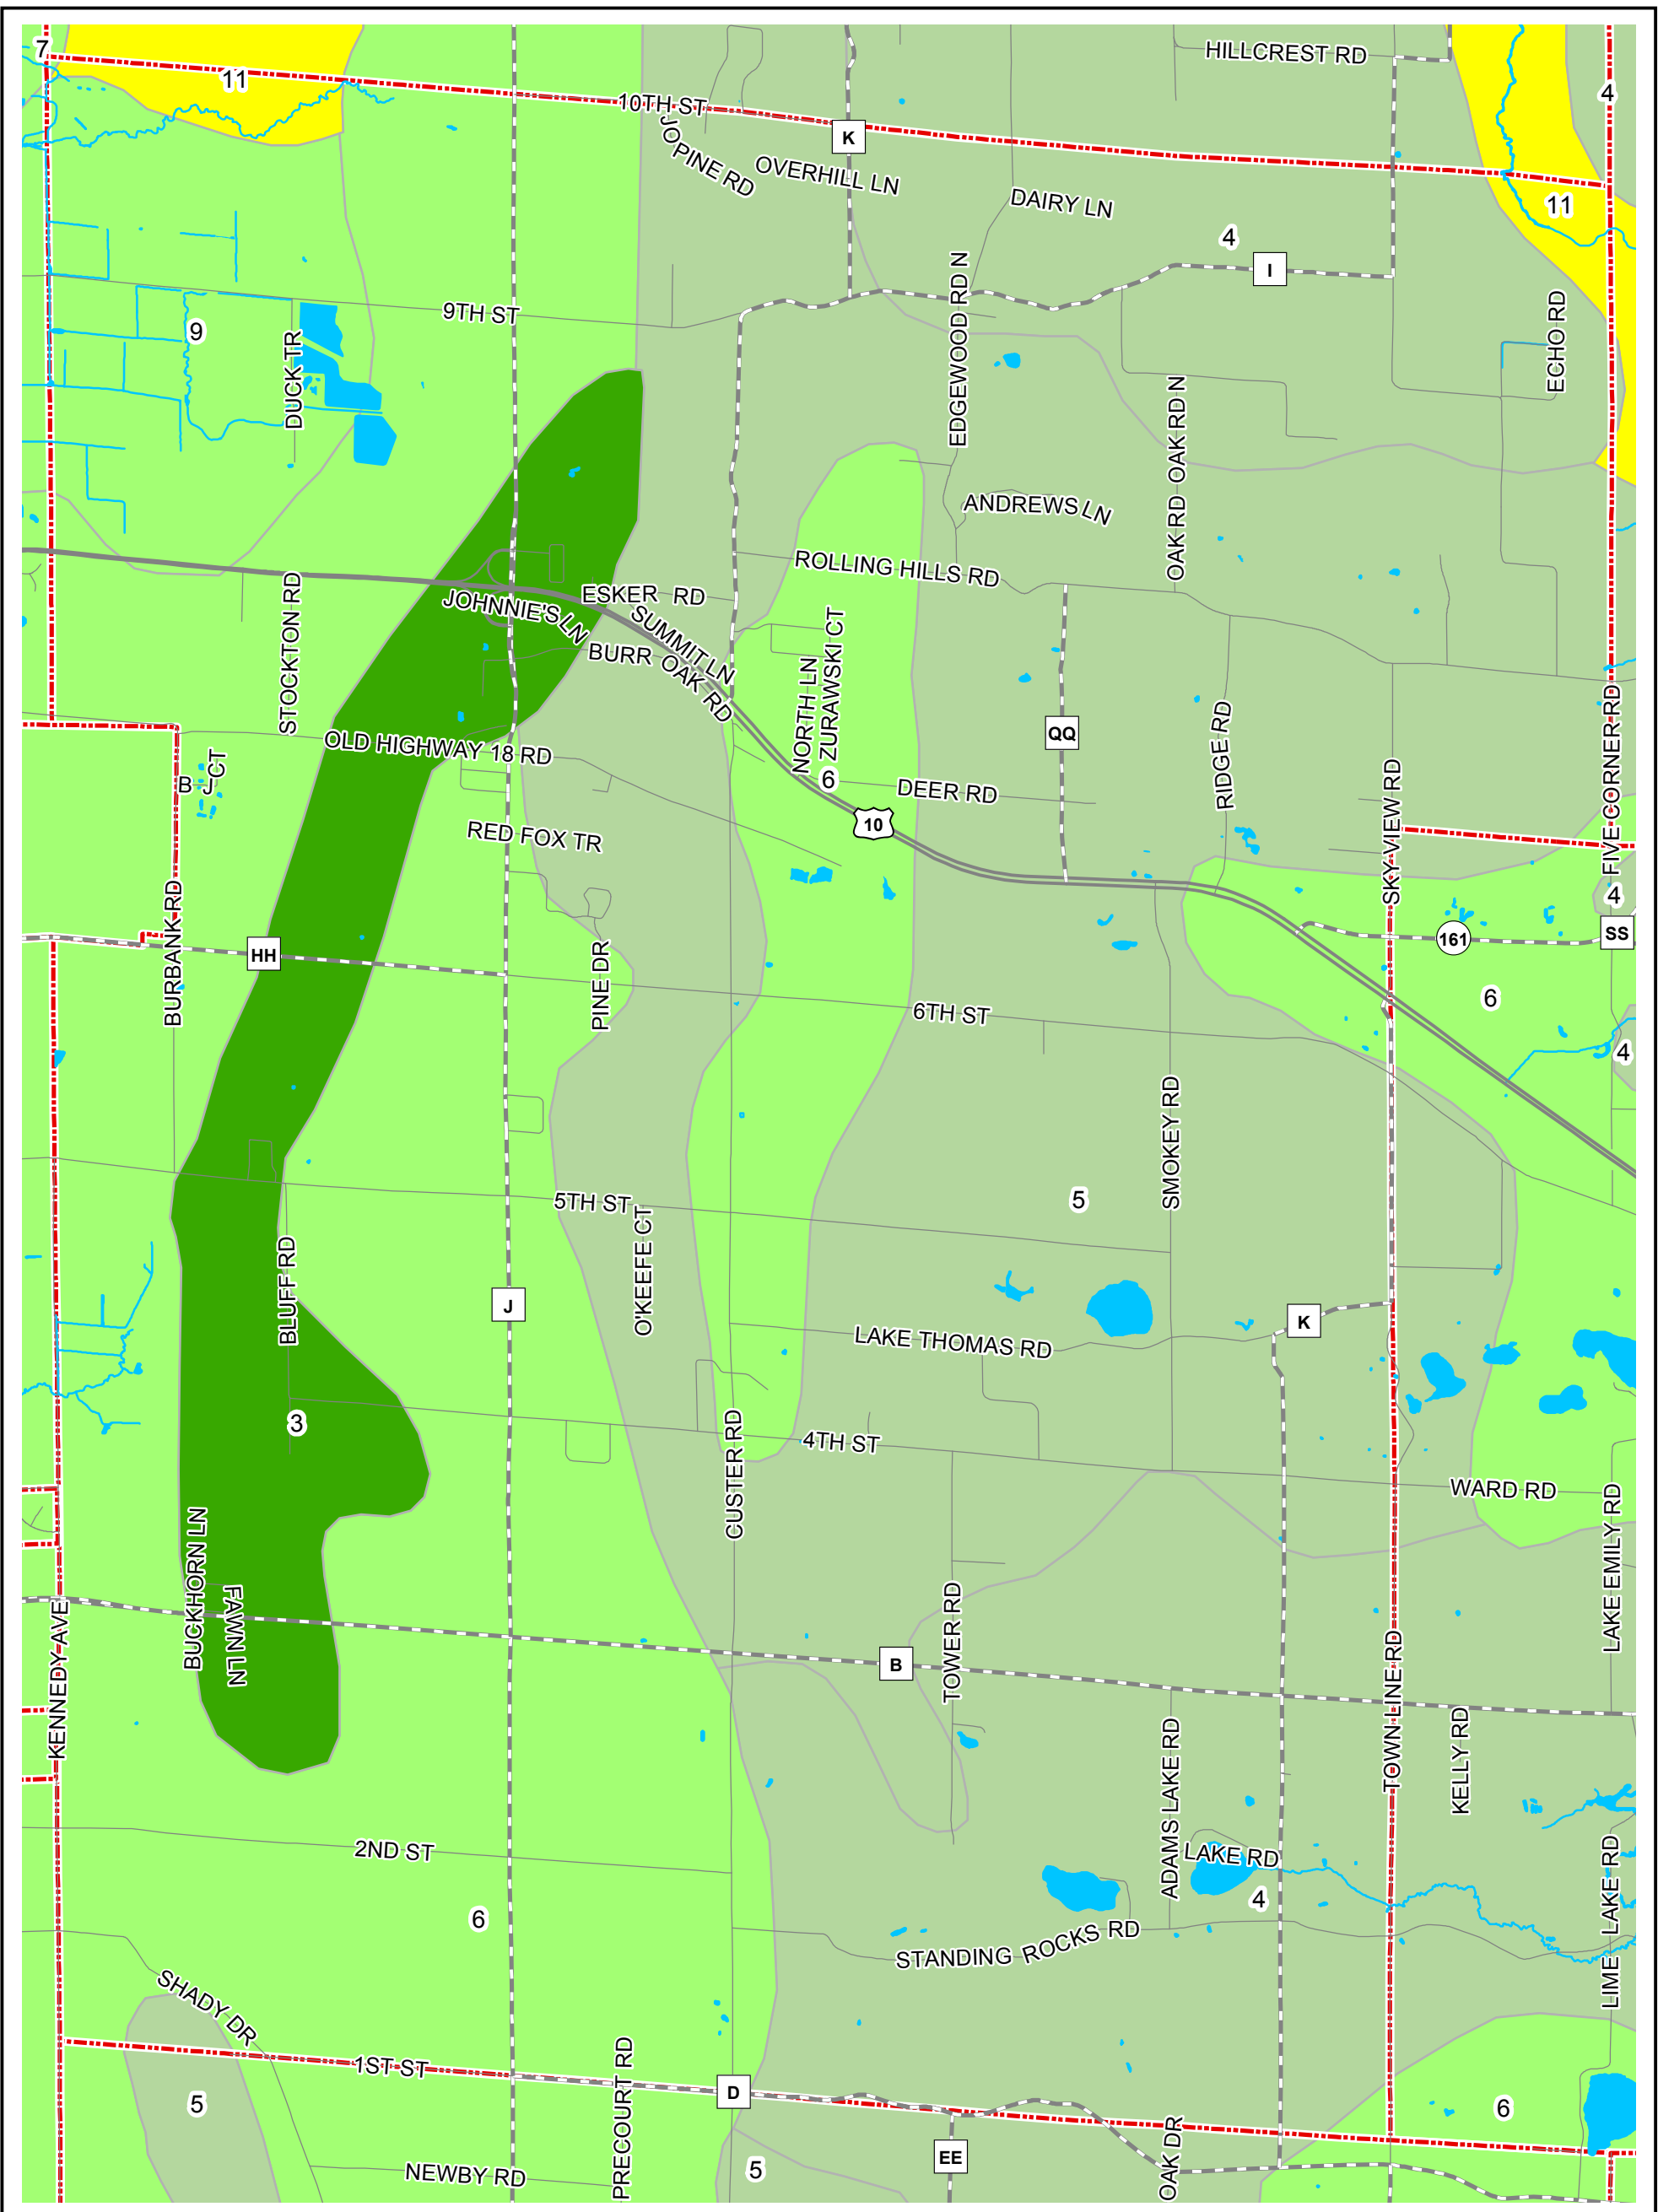 7
11
HILLCREST RD
4
10TH ST
K
JO
PINE RD
OVERHILL LN
DAIRY LN
11
4
I
EDGEWOOD RD N
ECHO RD
9TH ST
9
DUCK TR
OAK RD N
ANDREWS LN
OAK RD
ROLLING HILLS RD
STOCKTON RD
ESKER RD
JOHNNIE'S LN
SUMMIT LN
BURR OAK RD
NORTH LN
ZURAWSKI CT
QQ
RIDGE RD
FIVE CORNER RD
OLD HIGHWAY 18 RD
B J CT
6
DEER RD
SKY VIEW RD
10
RED FOX TR
BURBANK RD
4
SS
161
HH
PINE DR
6TH ST
6
4
SMOKEY RD
5TH ST
5
O'KEEFE CT
BLUFF RD
J
K
LAKE THOMAS RD
3
CUSTER RD
4TH ST
WARD RD
LAKE EMILY RD
BUCKHORN LN
FAWN LN
KENNEDY AVE
TOWER RD
B
TOWN LINE RD
KELLY RD
ADAMS LAKE RD
2ND ST
LAKE RD
4
LIME LAKE RD
6
STANDING ROCKS RD
SHADY DR
1ST ST
PRECOURT RD
D
5
6
OAK DR
EE
5
NEWBY RD